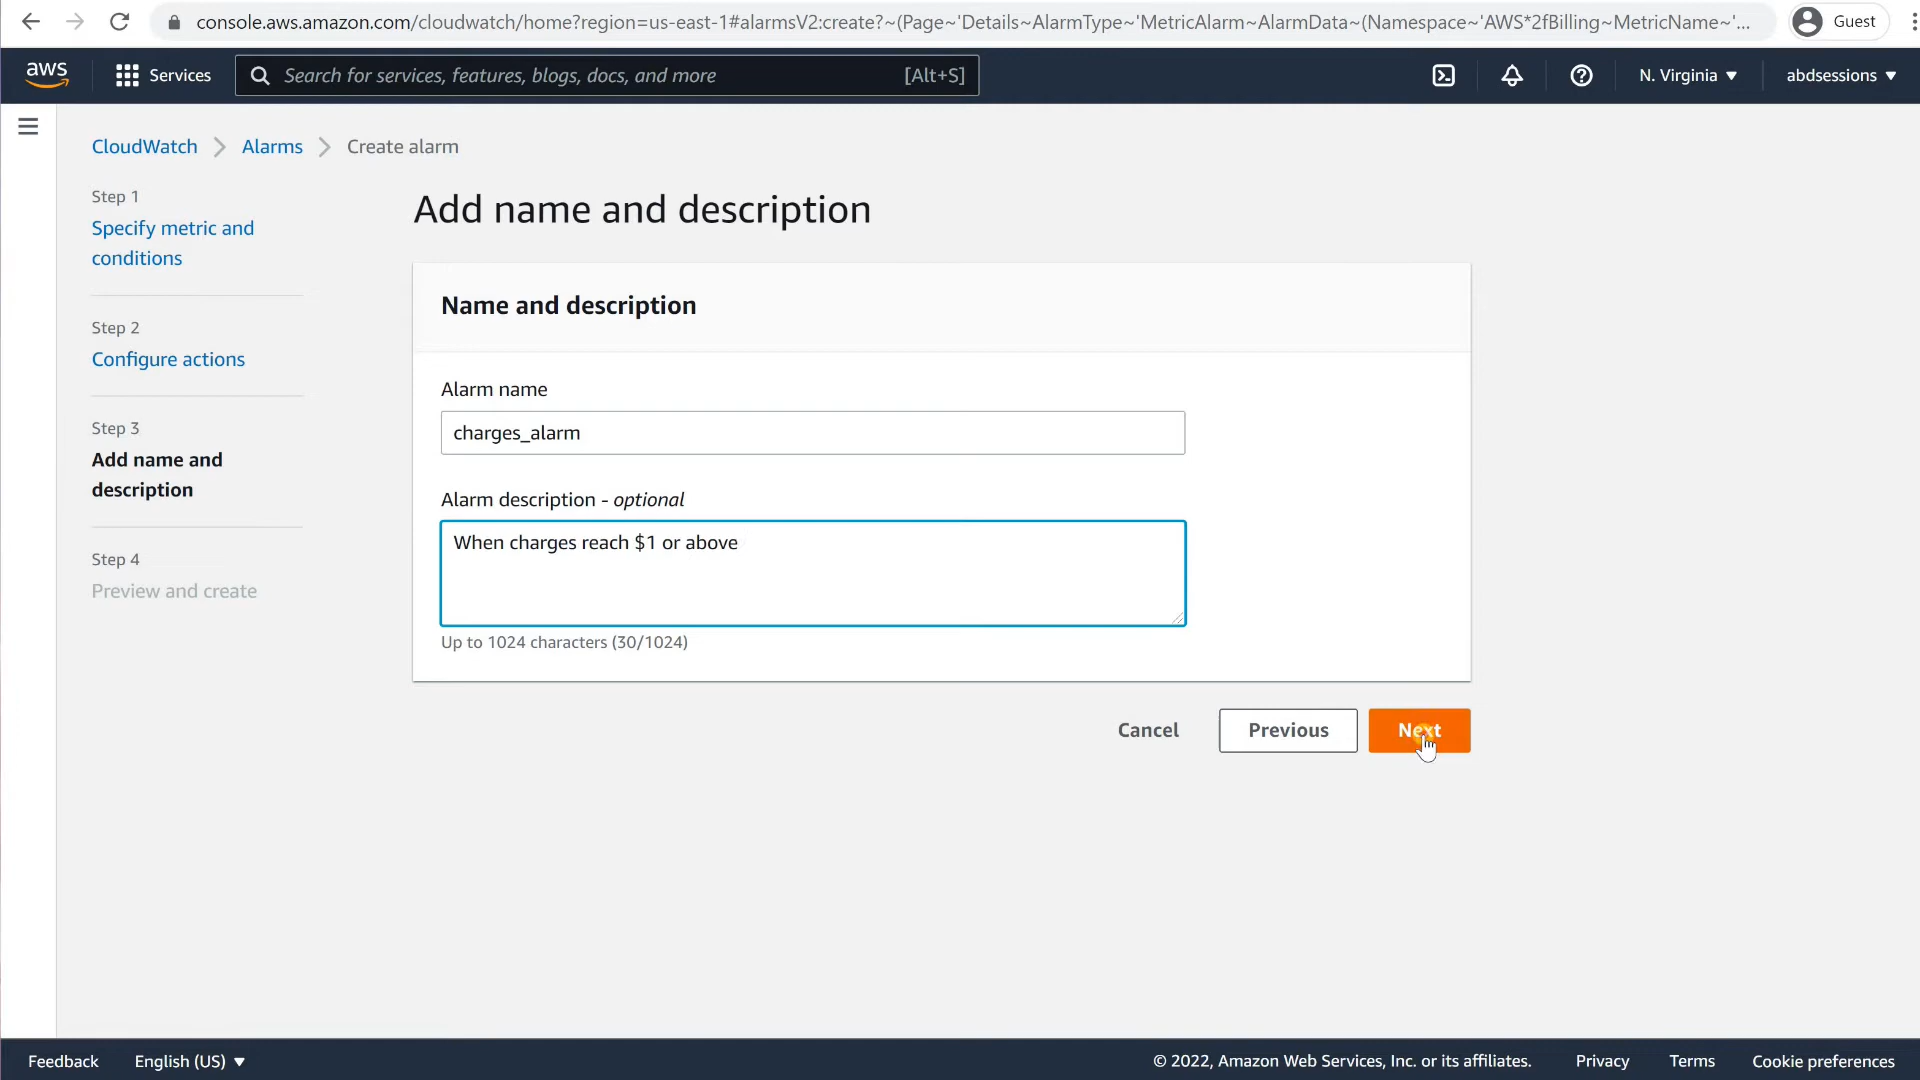 console.aws.amazon.com/cloudwatch/home?region=us-east-1#alarmsV2:create?~(Page~'Details~AlarmType~'MetricAlarm~AlarmData~(Namespace~'AWS*2fBilling~MetricName~'...
Guest
aws
Services
Search for services, features, blogs, docs, and more
[Alt+S]
N. Virginia
abdsessions
CloudWatch
Alarms
Create alarm
Step 1
Specify metric and
conditions
Step 2
Configure actions
Step 3
Add name and
description
Step 4
Preview and create
Add name and description
Name and description
Alarm name
charges_alarm
Alarm description - optional
When charges reach $1 or above
Up to 1024 characters (30/1024)
Cancel
Previous
Next
Feedback
English (US)
© 2022, Amazon Web Services, Inc. or its affiliates.
Privacy
Terms
Cookie preferences